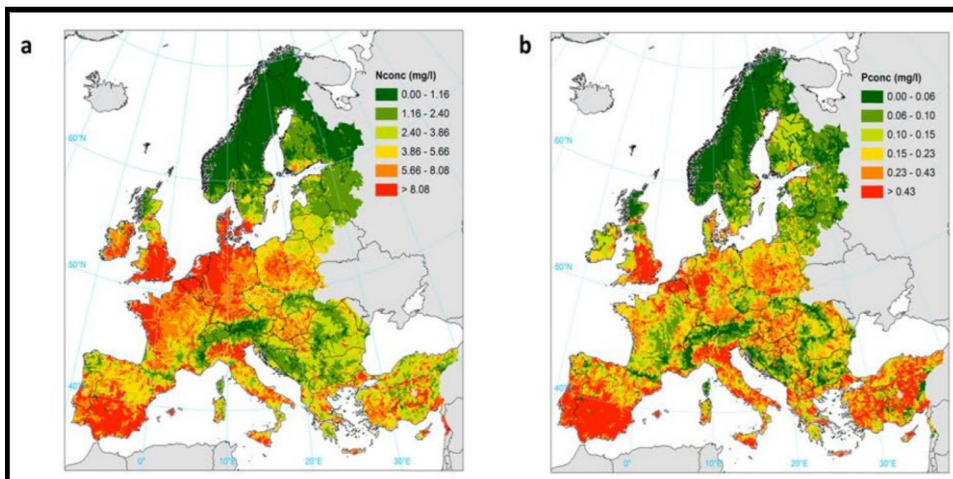 a
Nconc (mg/l)
0.00 - 1.16
1.16 - 2.40
2.40 - 3.86
3.86 - 5.66
5.66 - 8.08
> 8.08
60°N
50°N
40°N
0°
10°E
20°E
30°E
b
Pconc (mg/l)
0.00 - 0.06
0.06 - 0.10
0.10 - 0.15
0.15 - 0.23
0.23 - 0.43
> 0.43
60°N
50°N
40°N
0°
10°E
20°E
30°E